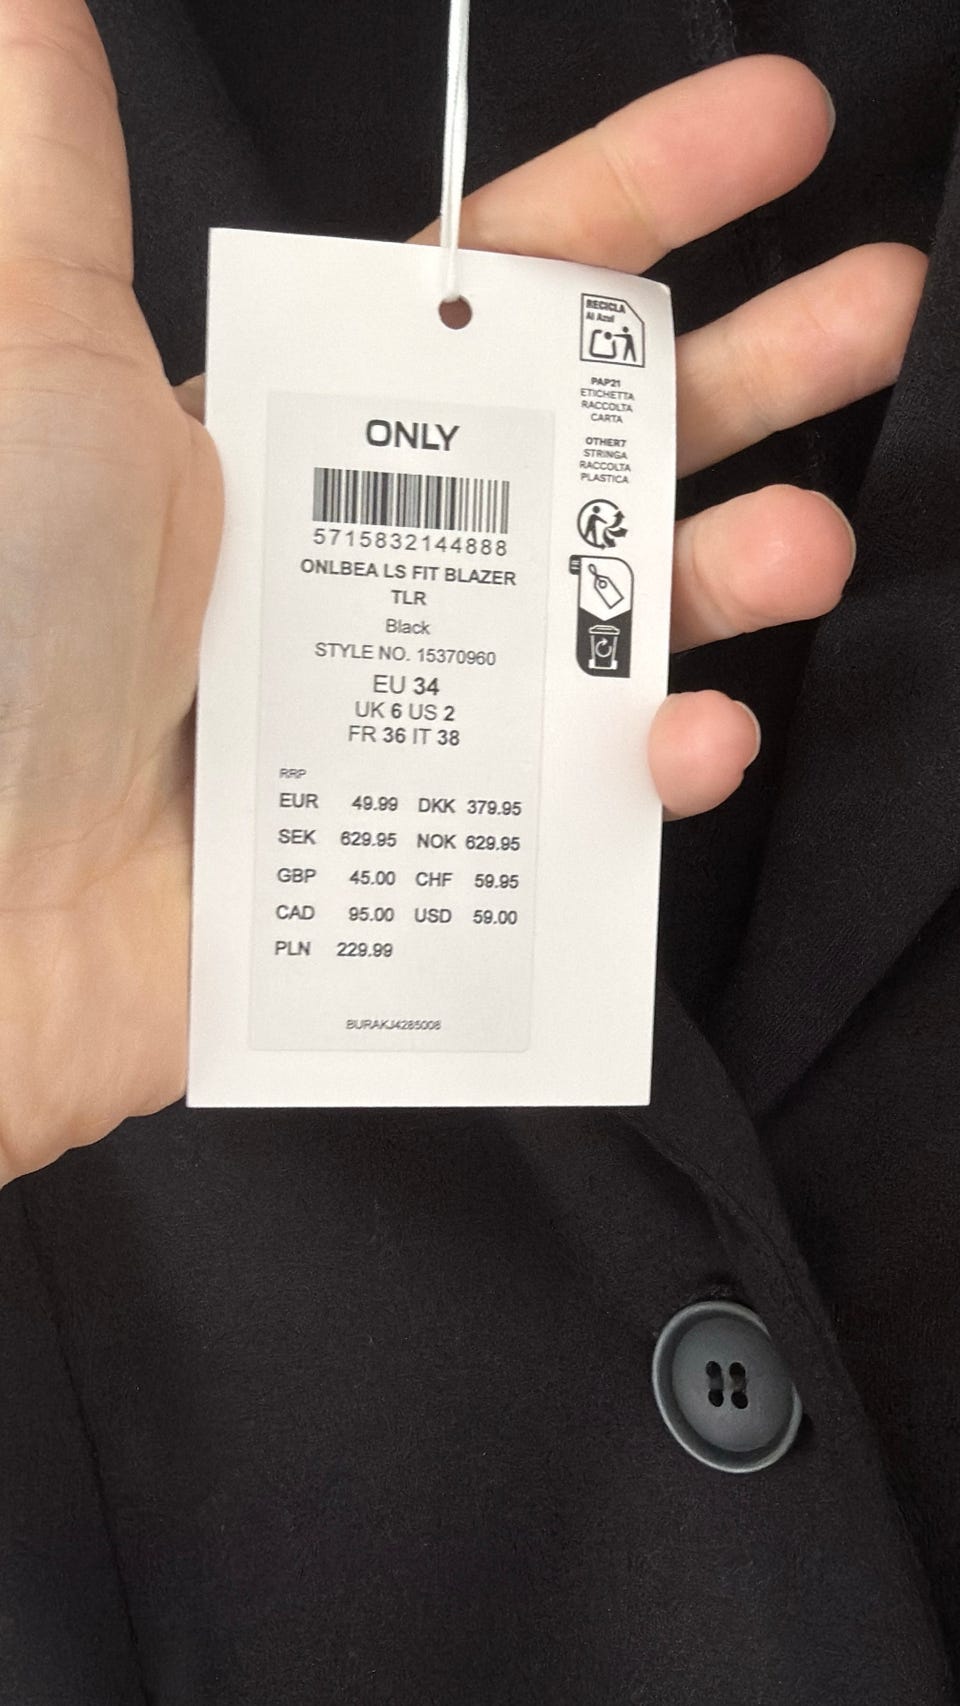 RECICLA
Al Azul
PAP21
ETICHETTA
RACCOLTA
CARTA
OTHER7
STRINGA
RACCOLTA
PLASTICA
ONLY
5715832144888
ONLBEA LS FIT BLAZER
TLR
Black
STYLE NO. 15370960
EU 34
UK 6 US 2
FR 36 IT 38
RRP
EUR 49.99 DKK 379.95
SEK 629.95 NOK 629.95
GBP 45.00 CHF 59.95
CAD 95.00 USD 59.00
PLN 229.99
BURAKJ4285008